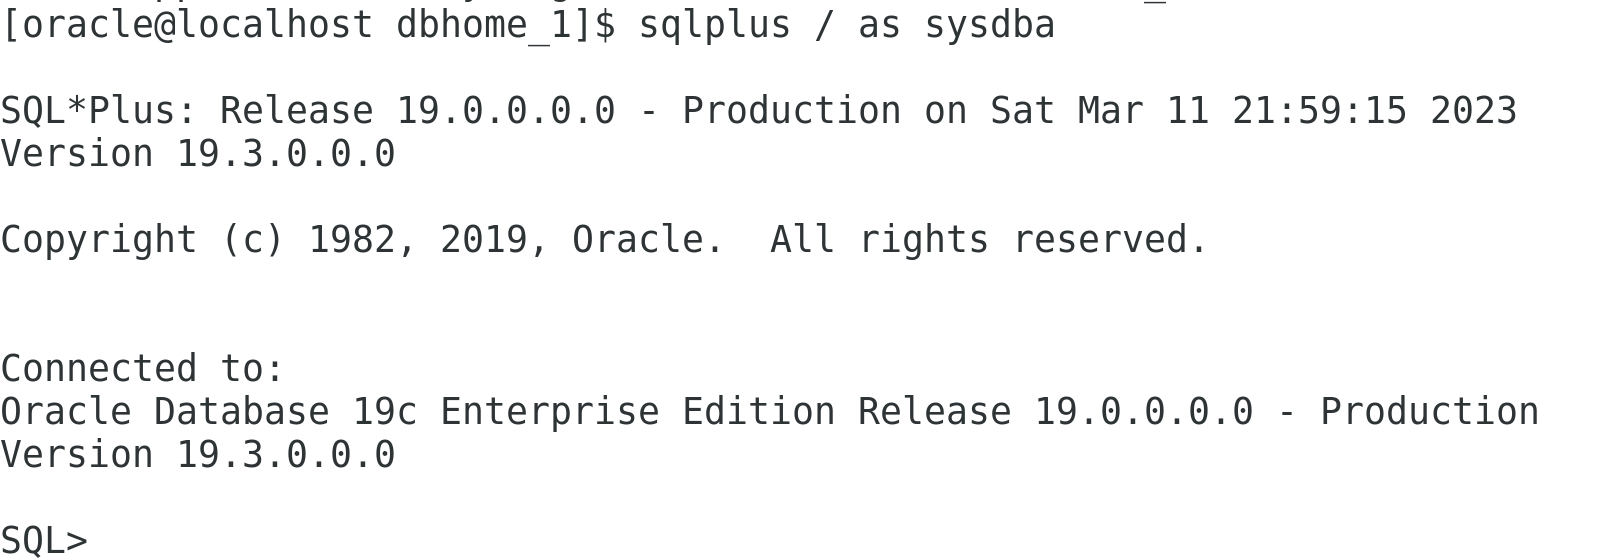 [oracle@localhost dbhome_1]$ sqlplus / as sysdba
SQL*Plus: Release 19.0.0.0.0 - Production on Sat Mar 11 21:59:15 2023
Version 19.3.0.0.0
Copyright (c) 1982, 2019, Oracle.  All rights reserved.
Connected to:
Oracle Database 19c Enterprise Edition Release 19.0.0.0.0 - Production
Version 19.3.0.0.0
SQL>